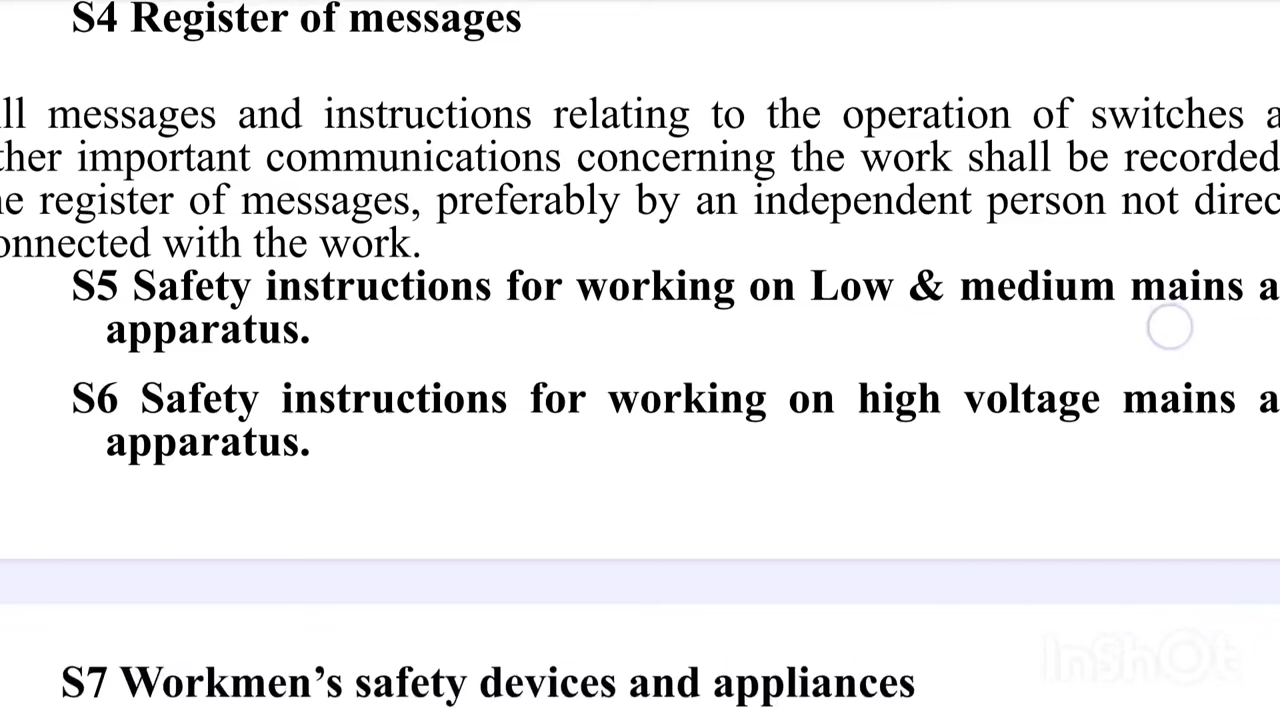 S4 Register of messages
ll messages and instructions relating to the operation of switches a
ther important communications concerning the work shall be recorded
e register of messages, preferably by an independent person not direc
onnected with the work.
S5 Safety instructions for working on Low & medium mains a
apparatus.
S6 Safety instructions for working on high voltage mains a
apparatus.
S7 Workmen’s safety devices and appliances
InShOt